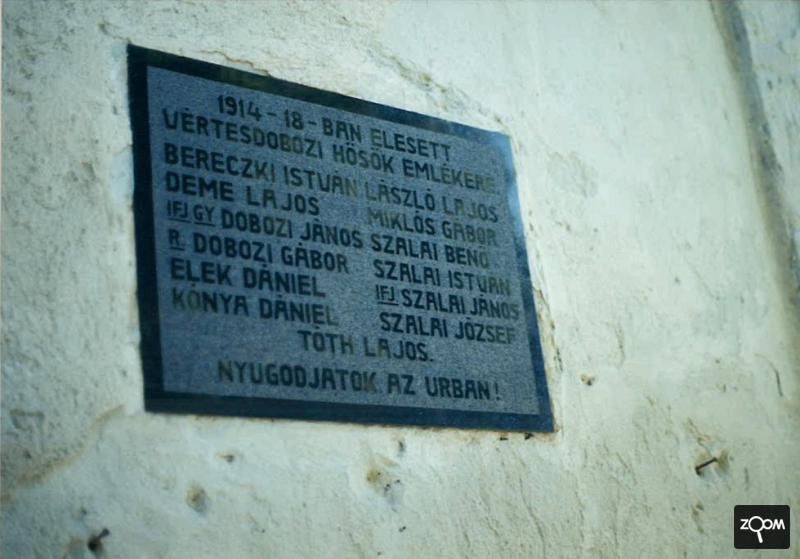 1914 - 18 - BAN ELESETT
VÉRTESDOBOZI HŐSÖK EMLÉKÉRE
BERECZKI ISTVÁN LÁSZLÓ LAJOS
DEME LAJOS MIKLÓS GÁBOR
IFJ GY DOBOZI JÁNOS SZALAI BENŐ
R. DOBOZI GÁBOR SZALAI ISTVÁN
ELEK DÁNIEL IFJ SZALAI JÁNOS
KÓNYA DÁNIEL SZALAI JÓZSEF
TÓTH LAJOS.
NYUGODJATOK AZ URBAN!
ZOOM